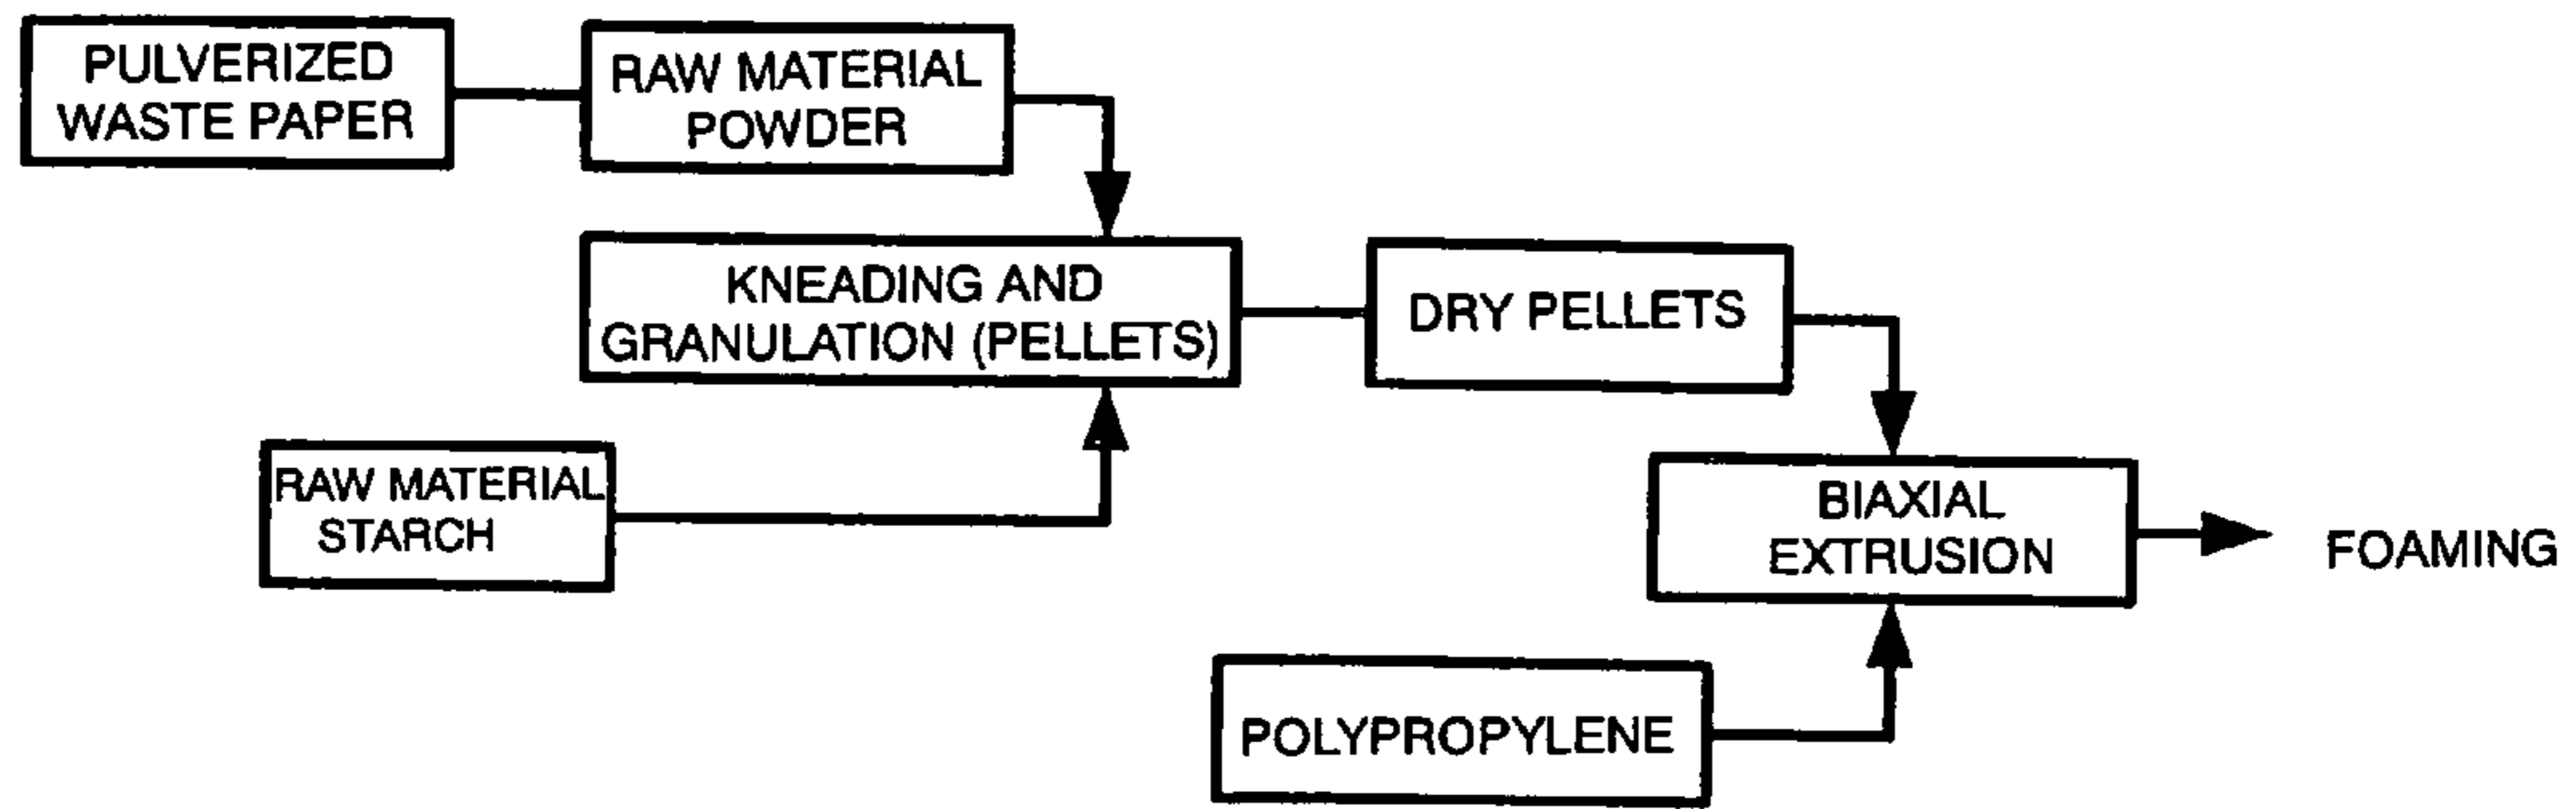 PULVERIZED
WASTE PAPER
RAW MATERIAL
POWDER
KNEADING AND
GRANULATION (PELLETS)
DRY PELLETS
RAW MATERIAL
STARCH
BIAXIAL
EXTRUSION
FOAMING
POLYPROPYLENE